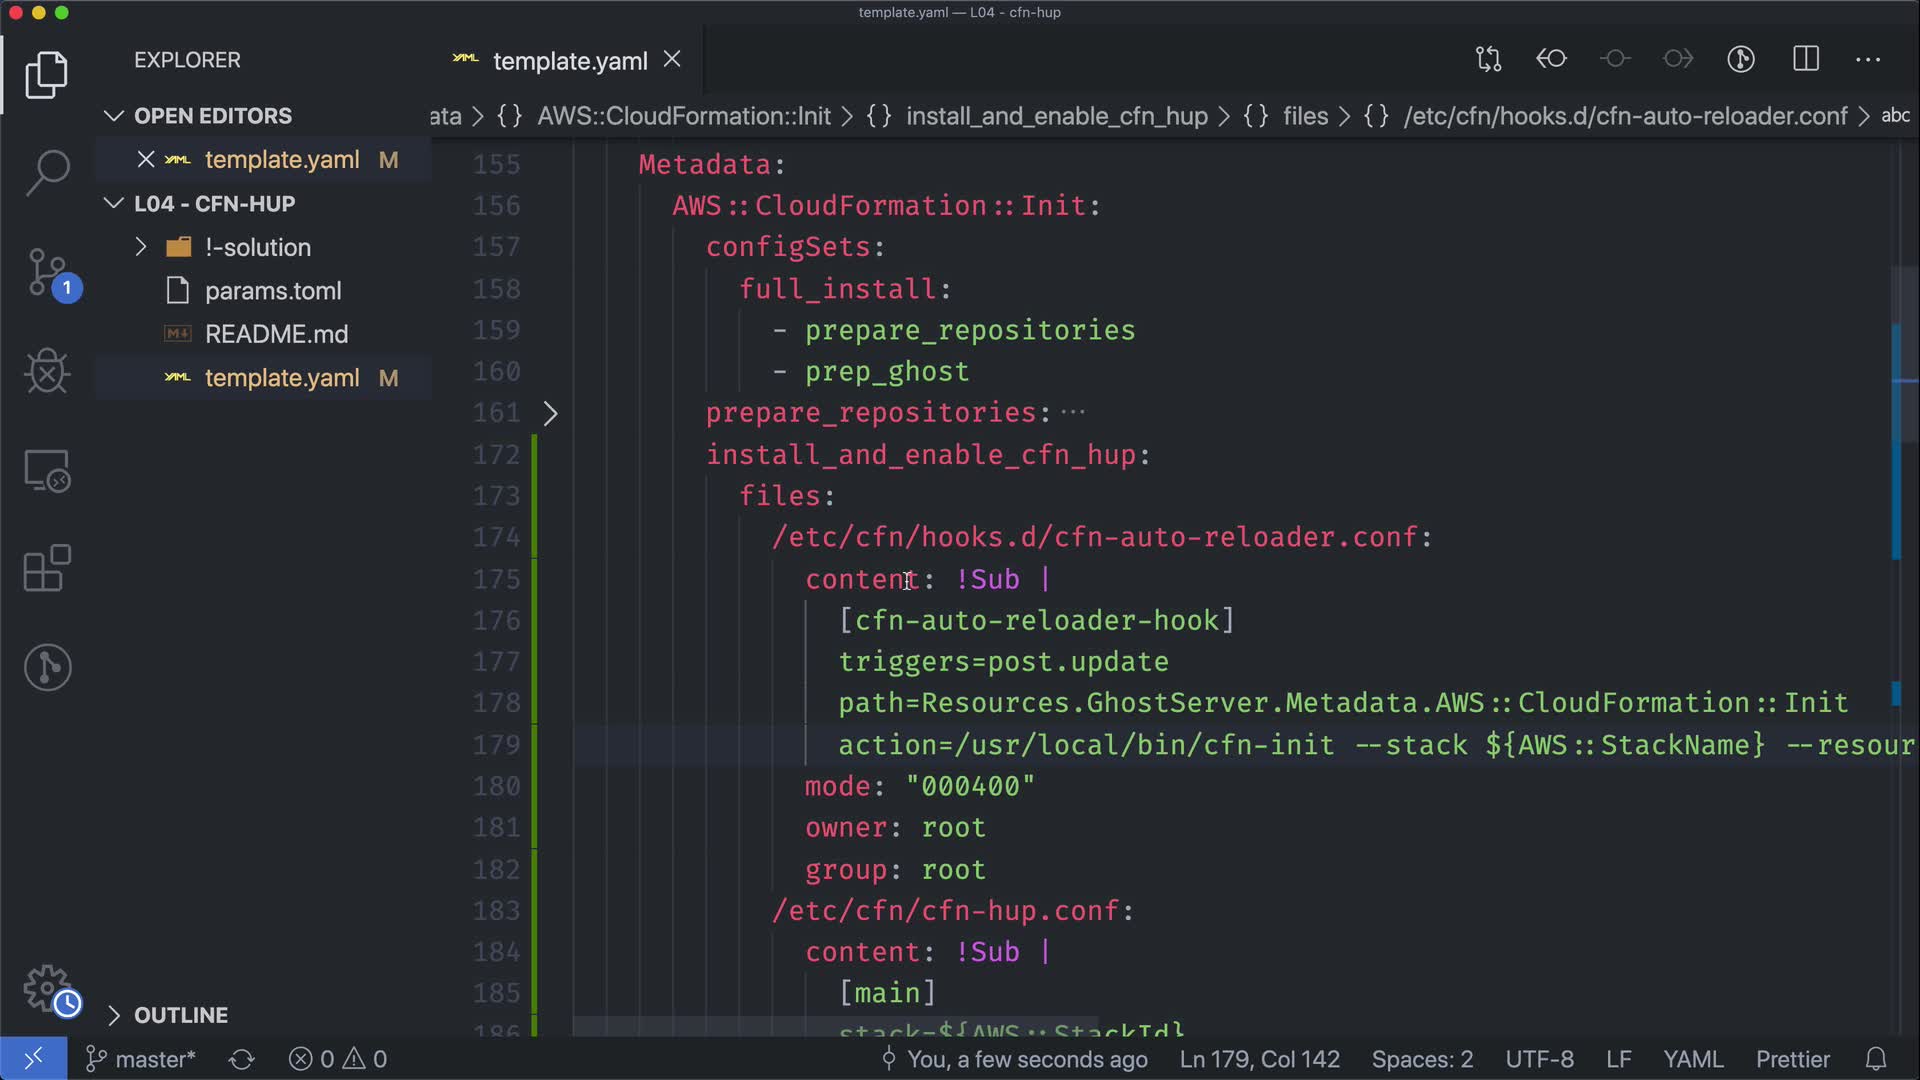 template.yaml — L04 - cfn-hup
EXPLORER
template.yaml
OPEN EDITORS
template.yaml M
L04 - CFN-HUP
!-solution
params.toml
README.md
template.yaml M
OUTLINE
1
ata > {} AWS::CloudFormation::Init > {} install_and_enable_cfn_hup > {} files > {} /etc/cfn/hooks.d/cfn-auto-reloader.conf > abc
155 Metadata:
156 AWS::CloudFormation::Init:
157 configSets:
158 full_install:
159 - prepare_repositories
160 - prep_ghost
161 prepare_repositories: ···
172 install_and_enable_cfn_hup:
173 files:
174 /etc/cfn/hooks.d/cfn-auto-reloader.conf:
175 content: !Sub |
176 [cfn-auto-reloader-hook]
177 triggers=post.update
178 path=Resources.GhostServer.Metadata.AWS::CloudFormation::Init
179 action=/usr/local/bin/cfn-init --stack ${AWS::StackName} --resour
180 mode: "000400"
181 owner: root
182 group: root
183 /etc/cfn/cfn-hup.conf:
184 content: !Sub |
185 [main]
186 stack=${AWS::StackId}
master* 0 0 You, a few seconds ago Ln 179, Col 142 Spaces: 2 UTF-8 LF YAML Prettier